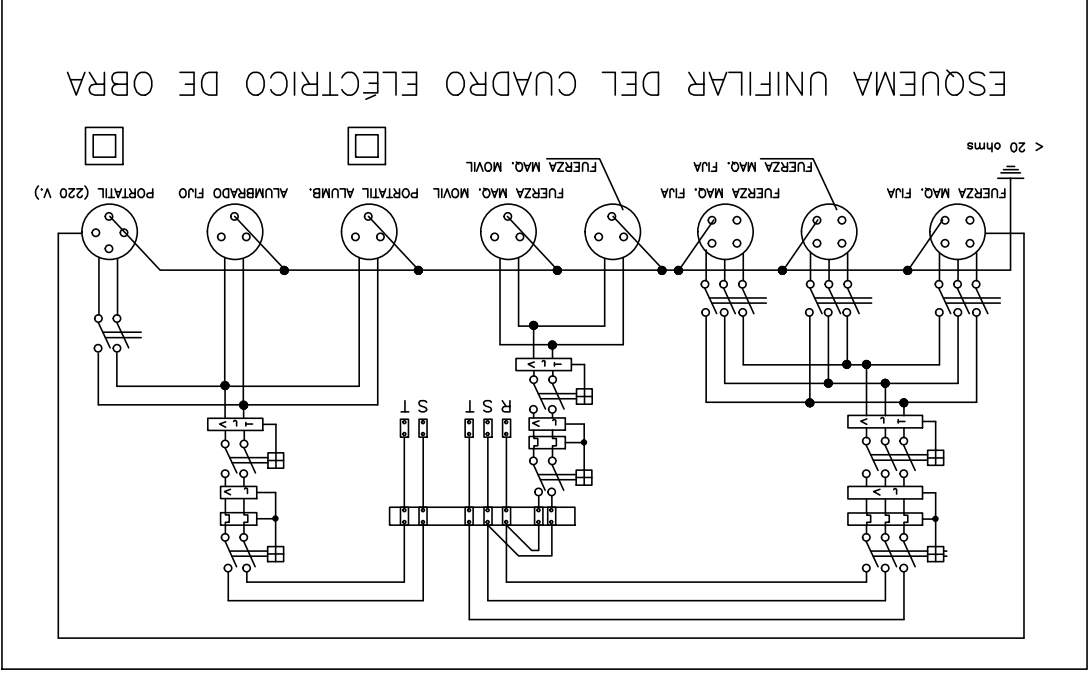 R S T
S T
FUERZA MAQ. FIJA
FUERZA MAQ. FIJA
FUERZA MAQ. MOVIL
PORTATIL ALUMB.
ALUMBRADO FIJO
PORTATIL (220 V.)
FUERZA MAQ. FIJA
FUERZA MAQ. MOVIL
< 20 ohms
ESQUEMA UNIFILAR DEL CUADRO ELÉCTRICO DE OBRA